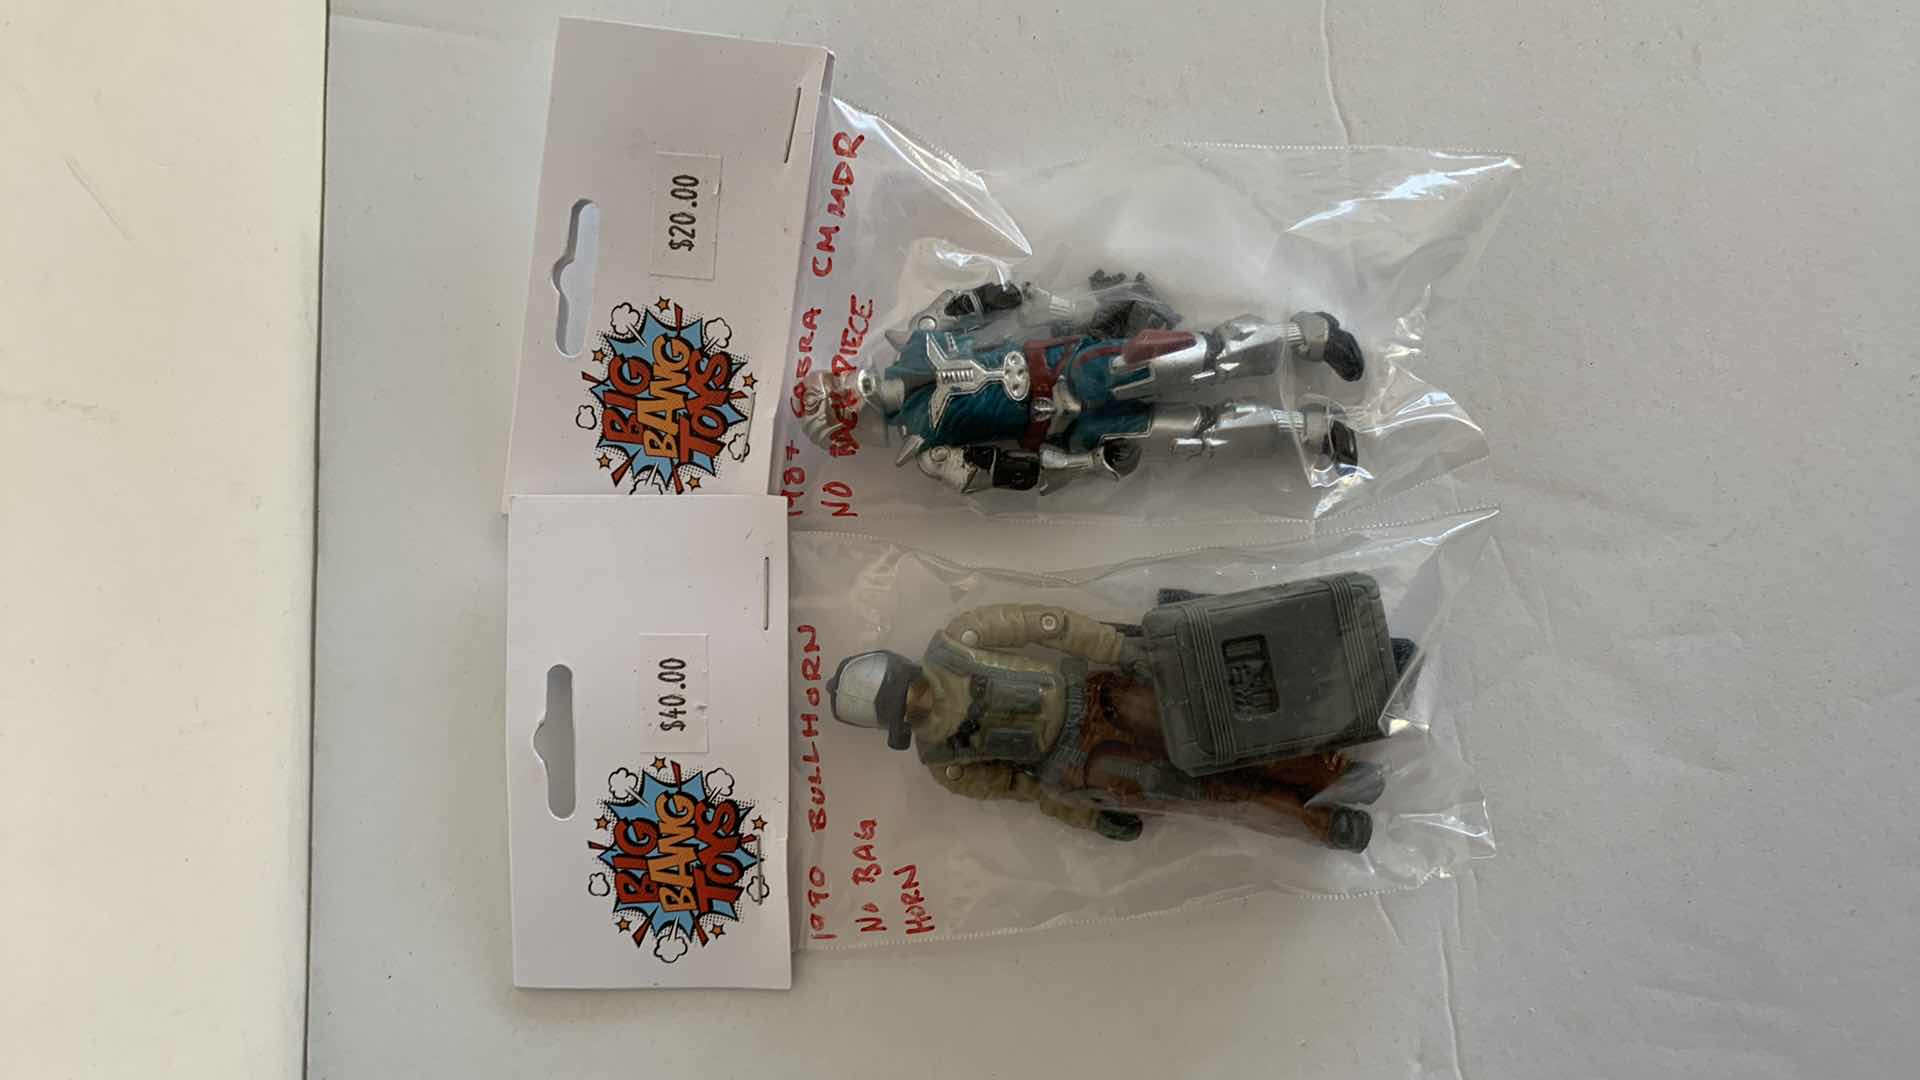 $20.00
BIG
BANG
TOYS
1987 COBRA CMMDR
NO BACK PIECE
$40.00
BIG
BANG
TOYS
1990 BULLHORN
NO BAG
HORN